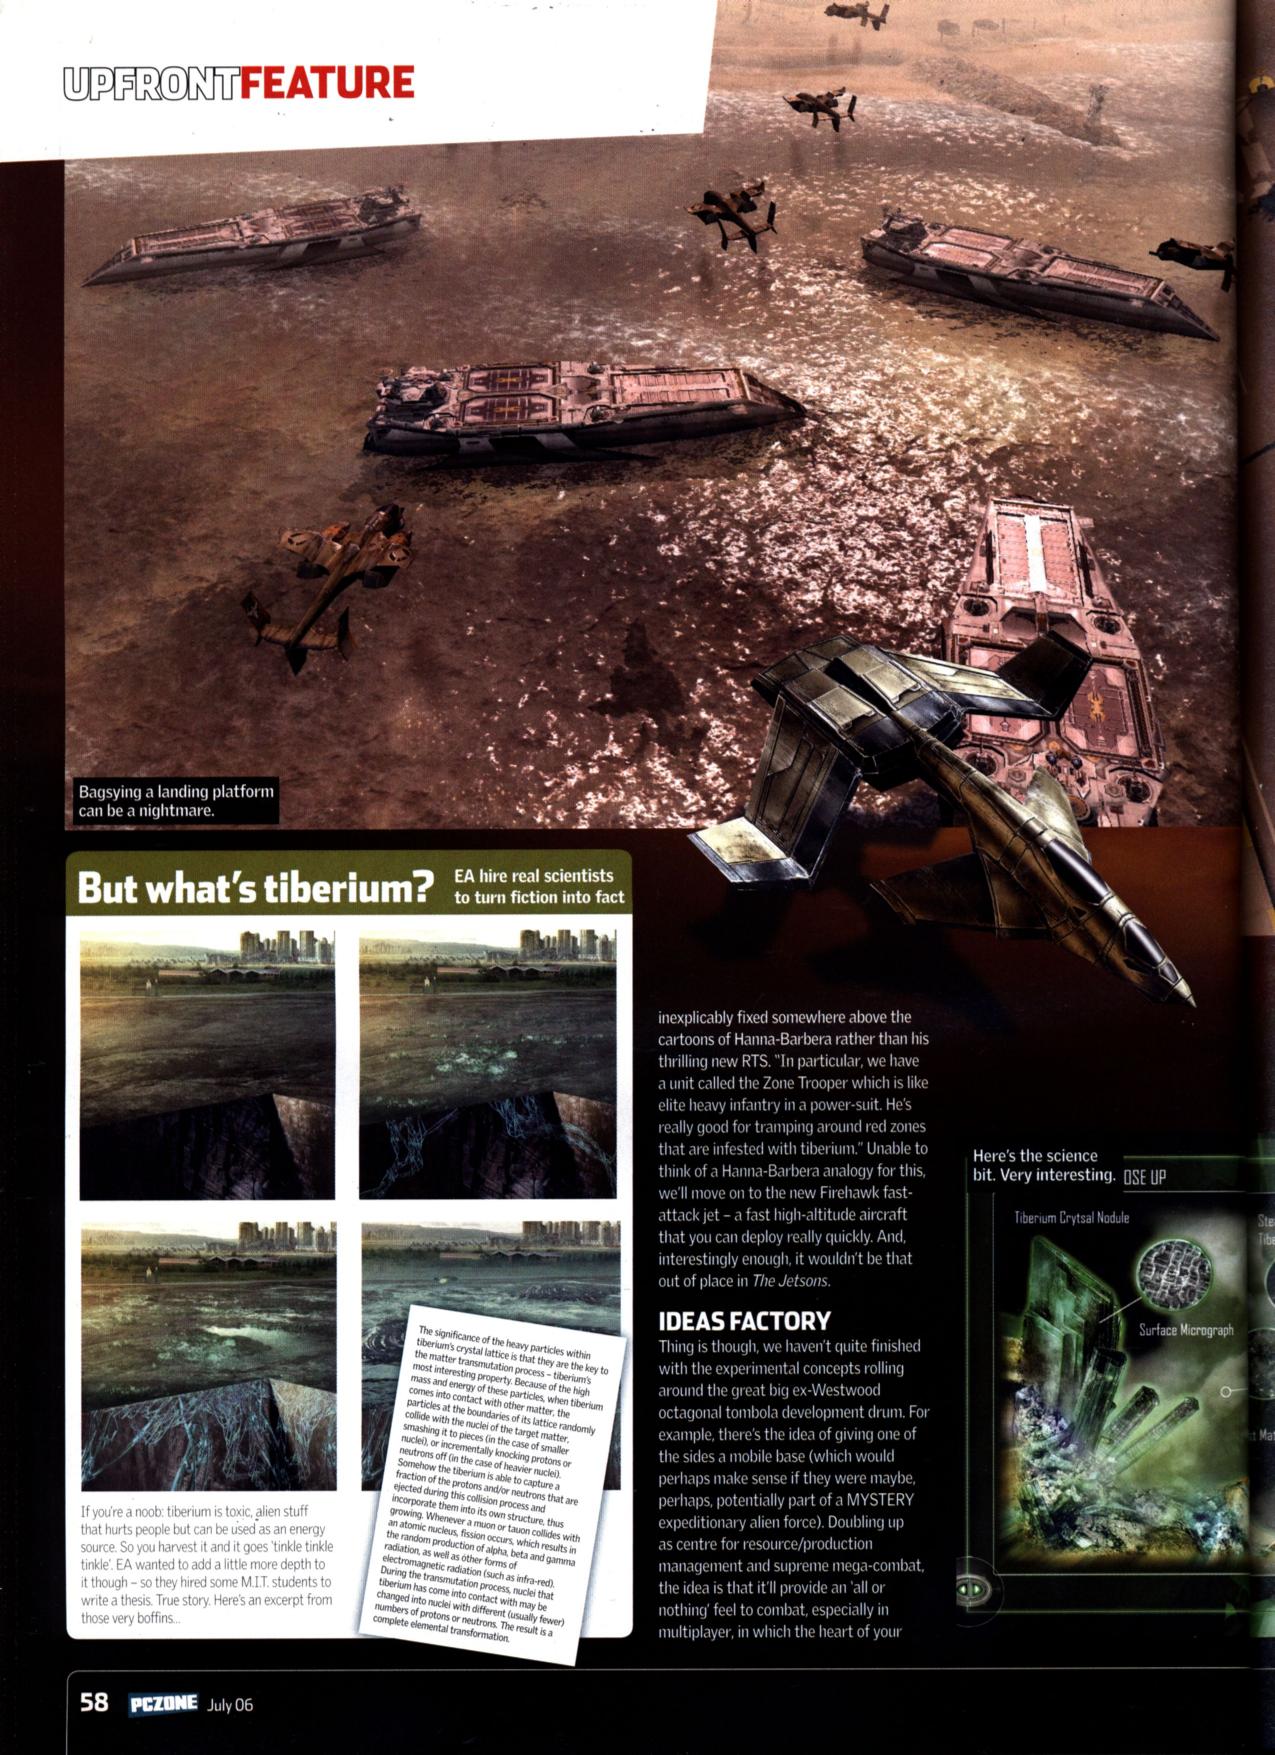 UPFRONTFEATURE
Bagsying a landing platform
can be a nightmare.
But what's tiberium?
EA hire real scientists
to turn fiction into fact
If you're a noob: tiberium is toxic, alien stuff
that hurts people but can be used as an energy
source. So you harvest it and it goes 'tinkle tinkle
tinkle'. EA wanted to add a little more depth to
it though – so they hired some M.I.T. students to
write a thesis. True story. Here's an excerpt from
those very boffins...
The significance of the heavy particles within
tiberium's crystal lattice is that they are the key to
the matter transmutation process – tiberium's
most interesting property. Because of the high
mass and energy of these particles, when tiberium
comes into contact with other matter, the
particles at the boundaries of its lattice randomly
collide with the nuclei of the target matter,
smashing it to pieces (in the case of smaller
nuclei), or incrementally knocking protons or
neutrons off (in the case of heavier nuclei).
Somehow the tiberium is able to capture a
fraction of the protons and/or neutrons that are
ejected during this collision process and
incorporate them into its own structure, thus
growing. Whenever a muon or tauon collides with
an atomic nucleus, fission occurs, which results in
the random production of alpha, beta and gamma
radiation, as well as other forms of
electromagnetic radiation (such as infra-red).
During the transmutation process, nuclei that
tiberium has come into contact with may be
changed into nuclei with different (usually fewer)
numbers of protons or neutrons. The result is a
complete elemental transformation.
inexplicably fixed somewhere above the
cartoons of Hanna-Barbera rather than his
thrilling new RTS. "In particular, we have
a unit called the Zone Trooper which is like
elite heavy infantry in a power-suit. He's
really good for tramping around red zones
that are infested with tiberium." Unable to
think of a Hanna-Barbera analogy for this,
we'll move on to the new Firehawk fast-
attack jet – a fast high-altitude aircraft
that you can deploy really quickly. And,
interestingly enough, it wouldn't be that
out of place in The Jetsons.
IDEAS FACTORY
Thing is though, we haven't quite finished
with the experimental concepts rolling
around the great big ex-Westwood
octagonal tombola development drum. For
example, there's the idea of giving one of
the sides a mobile base (which would
perhaps make sense if they were maybe,
perhaps, potentially part of a MYSTERY
expeditionary alien force). Doubling up
as centre for resource/production
management and supreme mega-combat,
the idea is that it'll provide an 'all or
nothing' feel to combat, especially in
multiplayer, in which the heart of your
Here's the science
bit. Very interesting.
OSE UP
Tiberium Crytsal Nodule
Surface Micrograph
Ste
Tibe
Mat
58 PCZONE July 06